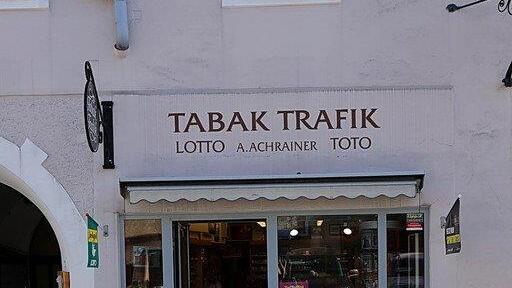 TABAK TRAFIK
LOTTO A.ACHRAINER TOTO